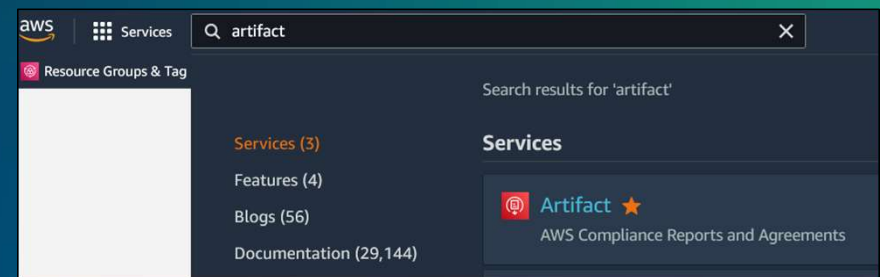 aws
Services
artifact
Resource Groups & Tag
Search results for 'artifact'
Services (3)
Features (4)
Blogs (56)
Documentation (29,144)
Services
Artifact
AWS Compliance Reports and Agreements